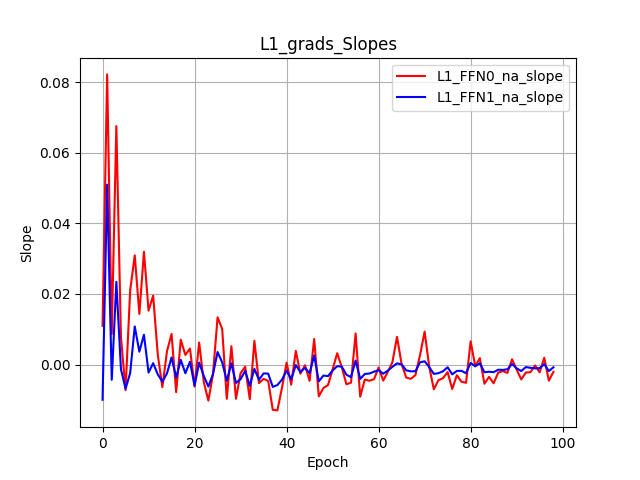 L1_grads_Slopes
L1_FFN0_na_slope
L1_FFN1_na_slope
Slope
0.08
0.06
0.04
0.02
0.00
0 20 40 60 80 100
Epoch